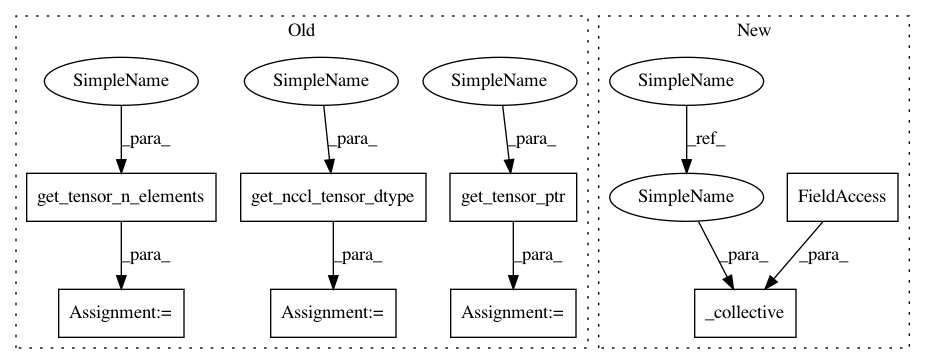 Old
New
SimpleName
SimpleName
SimpleName
SimpleName
_para_
_para_
_para_
_ref_
get_tensor_n_elements
get_nccl_tensor_dtype
get_tensor_ptr
SimpleName
FieldAccess
_para_
_para_
_para_
_para_
_para_
Assignment:=
Assignment:=
Assignment:=
_collective